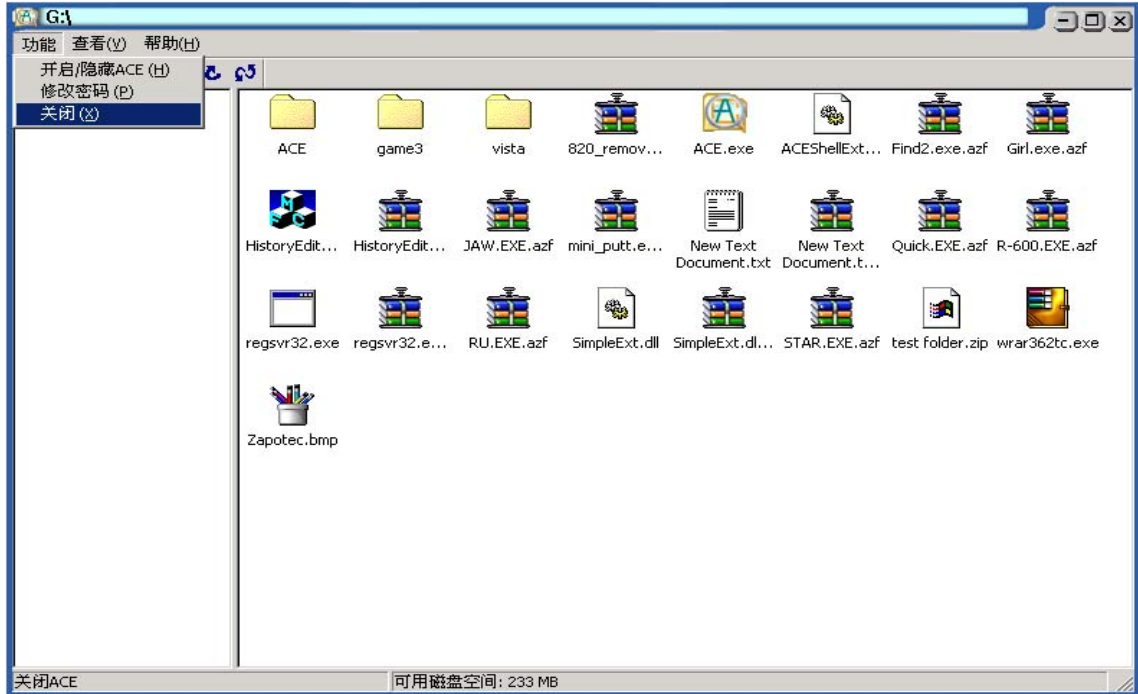 G:\
功能 查看(V) 帮助(H)
开启/隐藏ACE (H)
修改密码 (P)
关闭 (X)
ACE game3 vista 820_remov... ACE.exe ACEShellExt... Find2.exe.azf Girl.exe.azf
HistoryEdit... HistoryEdit... JAW.EXE.azf mini_putt.e... New Text Document.txt New Text Document.t... Quick.EXE.azf R-600.EXE.azf
regsvr32.exe regsvr32.e... RU.EXE.azf SimpleExt.dll SimpleExt.dl... STAR.EXE.azf test folder.zip wrar362tc.exe
Zapotec.bmp
关闭ACE 可用磁盘空间: 233 MB